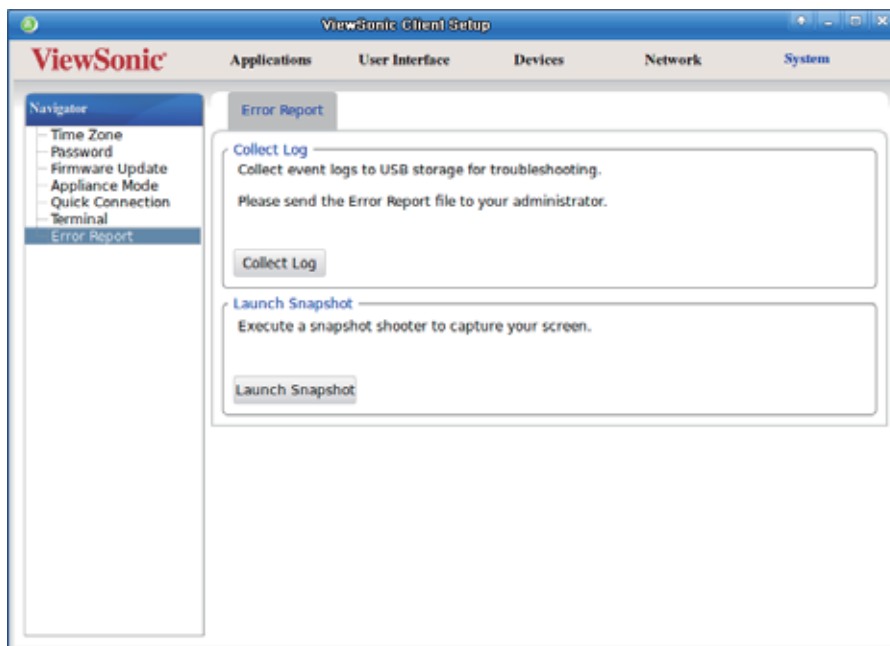 ViewSonic Client Setup
ViewSonic®
Applications User Interface Devices Network System
Navigator
Time Zone
Password
Firmware Update
Appliance Mode
Quick Connection
Terminal
Error Report
Error Report
Collect Log
Collect event logs to USB storage for troubleshooting.
Please send the Error Report file to your administrator.
Collect Log
Launch Snapshot
Execute a snapshot shooter to capture your screen.
Launch Snapshot